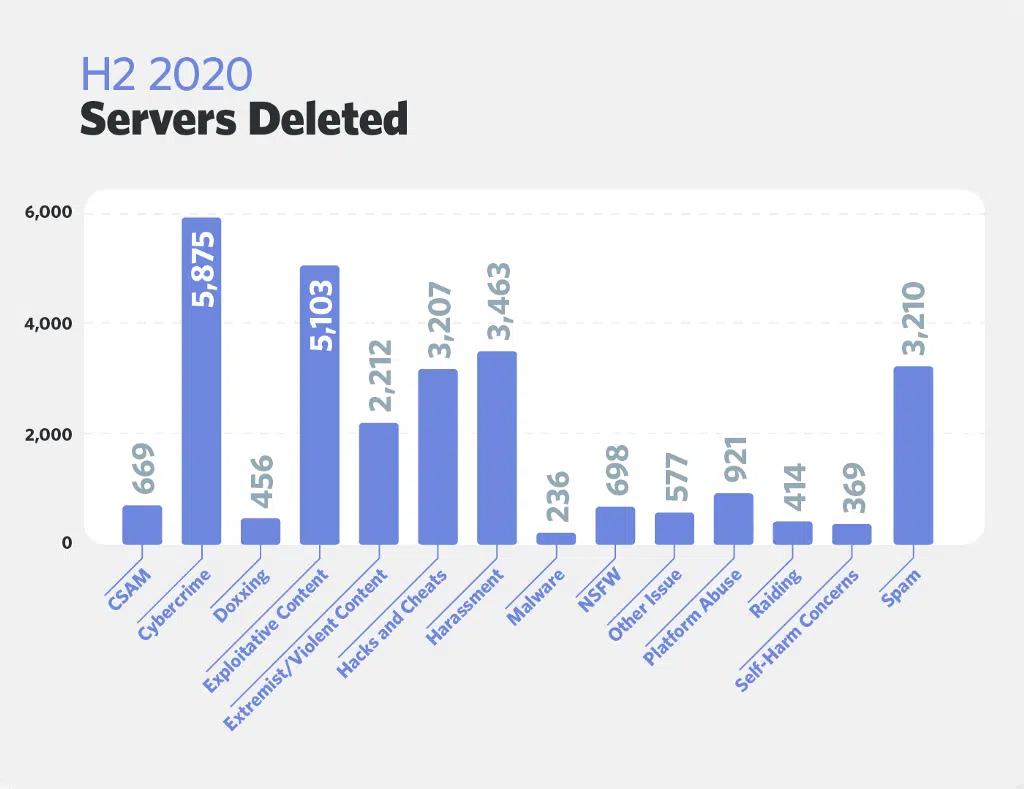 H2 2020
Servers Deleted
6,000
4,000
2,000
0
669
5,875
456
5,103
2,212
3,207
3,463
236
698
577
921
414
369
3,210
CSAM
Cybercrime
Doxxing
Exploitative Content
Extremist/Violent Content
Hacks and Cheats
Harassment
Malware
NSFW
Other Issue
Platform Abuse
Raiding
Self-Harm Concerns
Spam